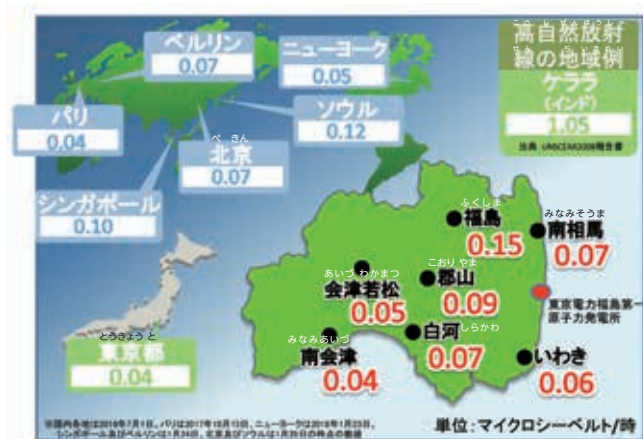 高自然放射
線の地域例
ケララ
(インド)
1.05
出典：UNSCEAR2008報告書
ベルリン
0.07
ニューヨーク
0.05
パリ
0.04
ソウル
0.12
ぺきん
北京
0.07
シンガポール
0.10
ふくしま
福島
0.15
みなみそうま
南相馬
0.07
あいづ わかまつ
会津若松
0.05
こおり やま
郡山
0.09
東京電力福島第一
原子力発電所
みなみあいづ
南会津
0.04
しらかわ
白河
0.07
いわき
0.06
とうきょう と
東京都
0.04
単位：マイクロシーベルト/時